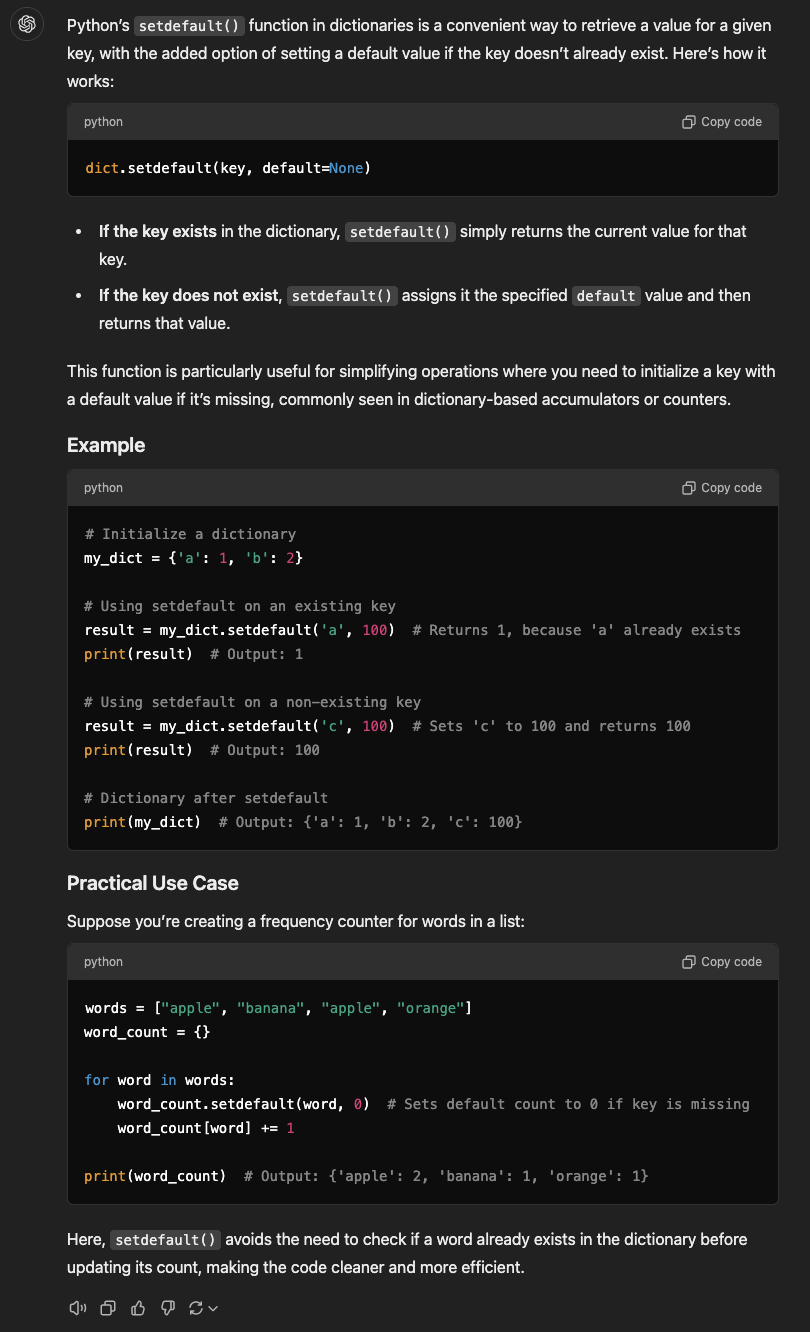 Python’s setdefault() function in dictionaries is a convenient way to retrieve a value for a given
key, with the added option of setting a default value if the key doesn’t already exist. Here’s how it
works:
python
Copy code
dict.setdefault(key, default=None)
• If the key exists in the dictionary, setdefault() simply returns the current value for that
key.
• If the key does not exist, setdefault() assigns it the specified default value and then
returns that value.
This function is particularly useful for simplifying operations where you need to initialize a key with
a default value if it’s missing, commonly seen in dictionary-based accumulators or counters.
Example
python
Copy code
# Initialize a dictionary
my_dict = {'a': 1, 'b': 2}
# Using setdefault on an existing key
result = my_dict.setdefault('a', 100)  # Returns 1, because 'a' already exists
print(result)  # Output: 1
# Using setdefault on a non-existing key
result = my_dict.setdefault('c', 100)  # Sets 'c' to 100 and returns 100
print(result)  # Output: 100
# Dictionary after setdefault
print(my_dict)  # Output: {'a': 1, 'b': 2, 'c': 100}
Practical Use Case
Suppose you’re creating a frequency counter for words in a list:
python
Copy code
words = ["apple", "banana", "apple", "orange"]
word_count = {}
for word in words:
    word_count.setdefault(word, 0)  # Sets default count to 0 if key is missing
    word_count[word] += 1
print(word_count)  # Output: {'apple': 2, 'banana': 1, 'orange': 1}
Here, setdefault() avoids the need to check if a word already exists in the dictionary before
updating its count, making the code cleaner and more efficient.